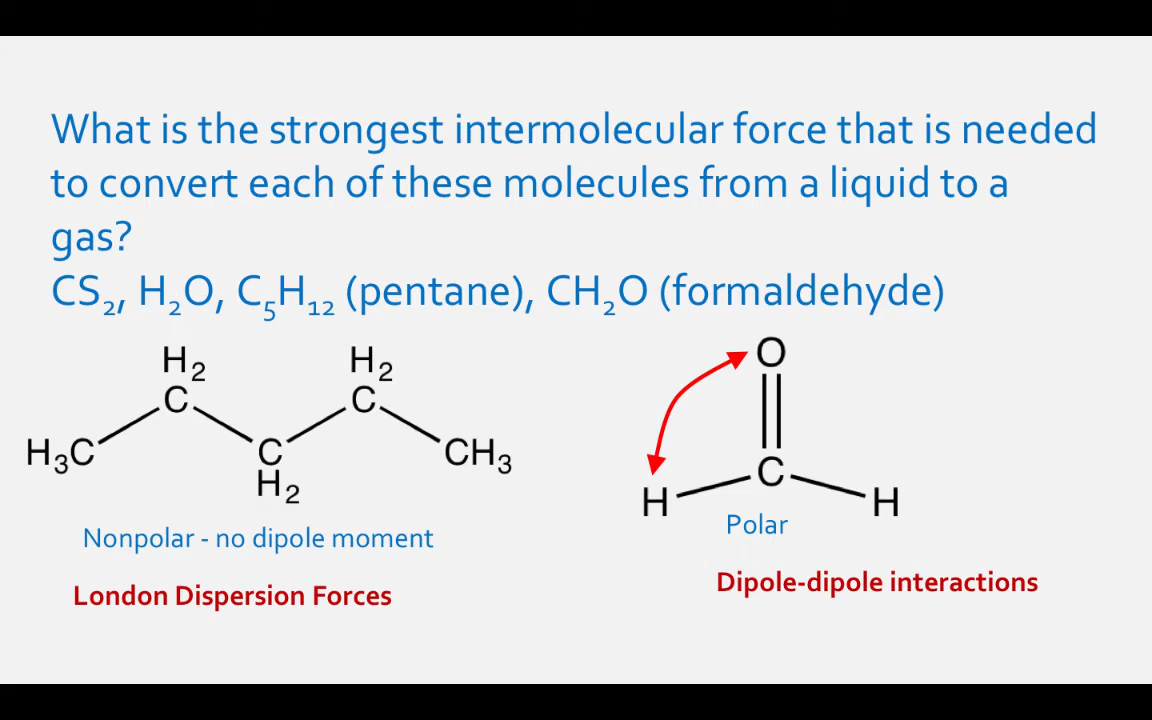 What is the strongest intermolecular force that is needed
to convert each of these molecules from a liquid to a
gas?
CS₂, H₂O, C₅H₁₂ (pentane), CH₂O (formaldehyde)
H₂ H₂
C C
H₃C C CH₃
H₂
Nonpolar - no dipole moment
London Dispersion Forces
O
C
H H
Polar
Dipole-dipole interactions